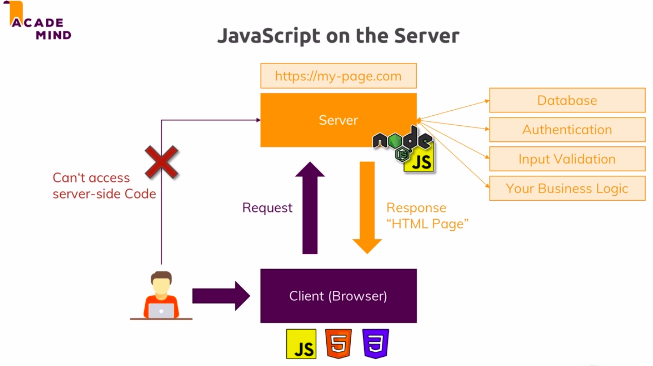 ACADE
MIND
JavaScript on the Server
https://my-page.com
Server
node
JS
Database
Authentication
Input Validation
Your Business Logic
Can't access
server-side Code
Request
Response
“HTML Page”
Client (Browser)
JS
5
3